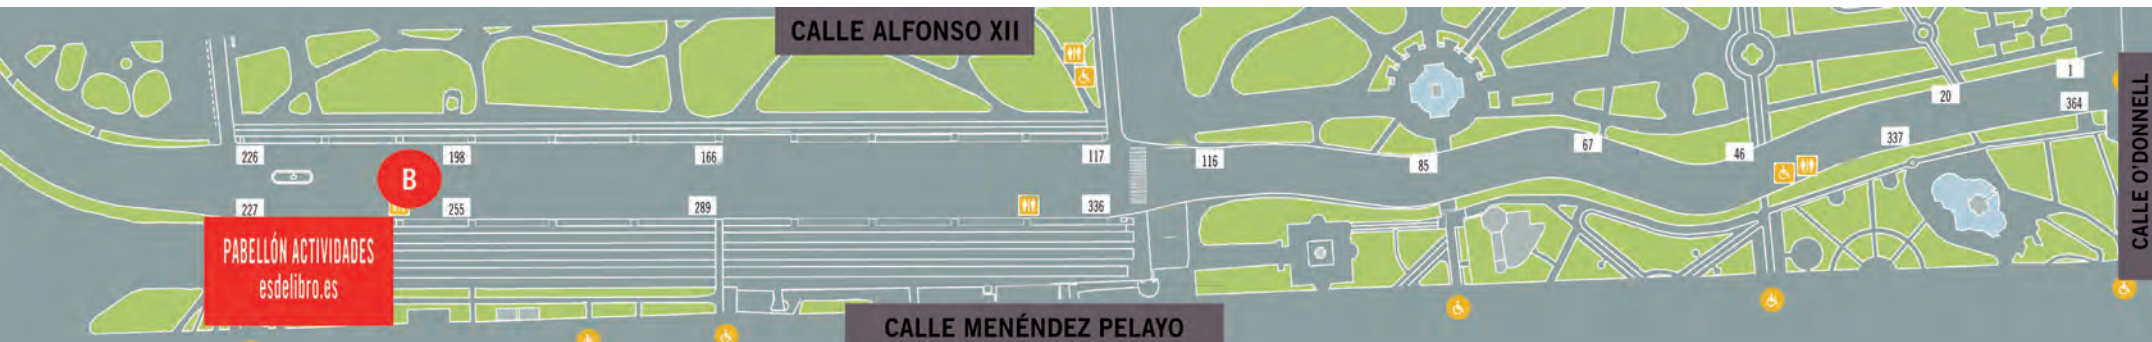 CALLE ALFONSO XII
1
20
364
CALLE O'DONNELL
337
226
198
166
117
116
85
67
46
B
227
255
289
336
PABELLÓN ACTIVIDADES
esdelibro.es
CALLE MENÉNDEZ PELAYO